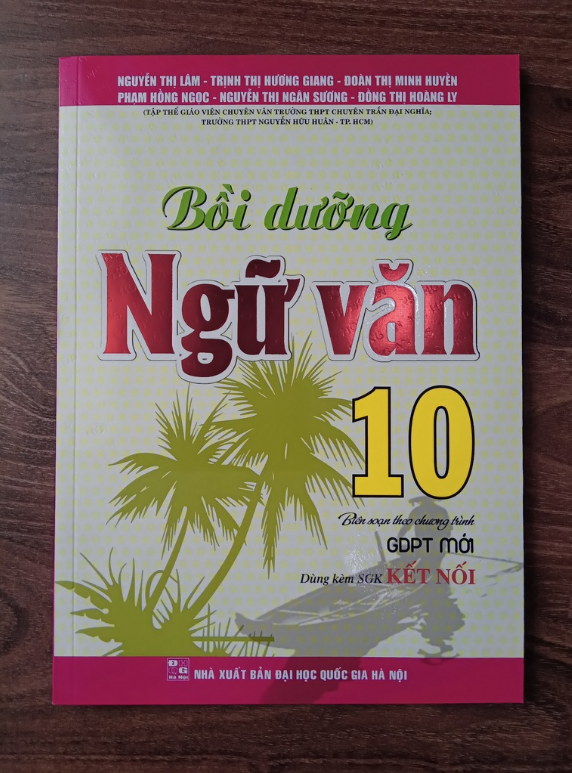 NGUYỄN THỊ LÂM - TRỊNH THỊ HƯƠNG GIANG - ĐOÀN THỊ MINH HUYỀN
PHẠM HỒNG NGỌC - NGUYỄN THỊ NGÂN SƯƠNG - ĐỒNG THỊ HOÀNG LY
(TẬP THỂ GIÁO VIÊN CHUYÊN VĂN TRƯỜNG THPT CHUYÊN TRẦN ĐẠI NGHĨA;
TRƯỜNG THPT NGUYỄN HỮU HUÂN - TP. HCM)
Bồi dưỡng
Ngữ văn
10
Biên soạn theo chương trình
GDPT MỚI
Dùng kèm SGK KẾT NỐI
Hà Nội
NHÀ XUẤT BẢN ĐẠI HỌC QUỐC GIA HÀ NỘI